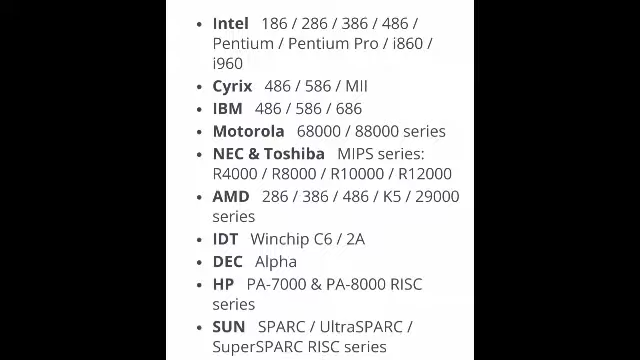 • Intel 186 / 286 / 386 / 486 /
Pentium / Pentium Pro / i860 /
i960
• Cyrix 486 / 586 / MII
• IBM 486 / 586 / 686
• Motorola 68000 / 88000 series
• NEC & Toshiba MIPS series:
R4000 / R8000 / R10000 / R12000
• AMD 286 / 386 / 486 / K5 / 29000
series
• IDT Winchip C6 / 2A
• DEC Alpha
• HP PA-7000 & PA-8000 RISC
series
• SUN SPARC / UltraSPARC /
SuperSPARC RISC series